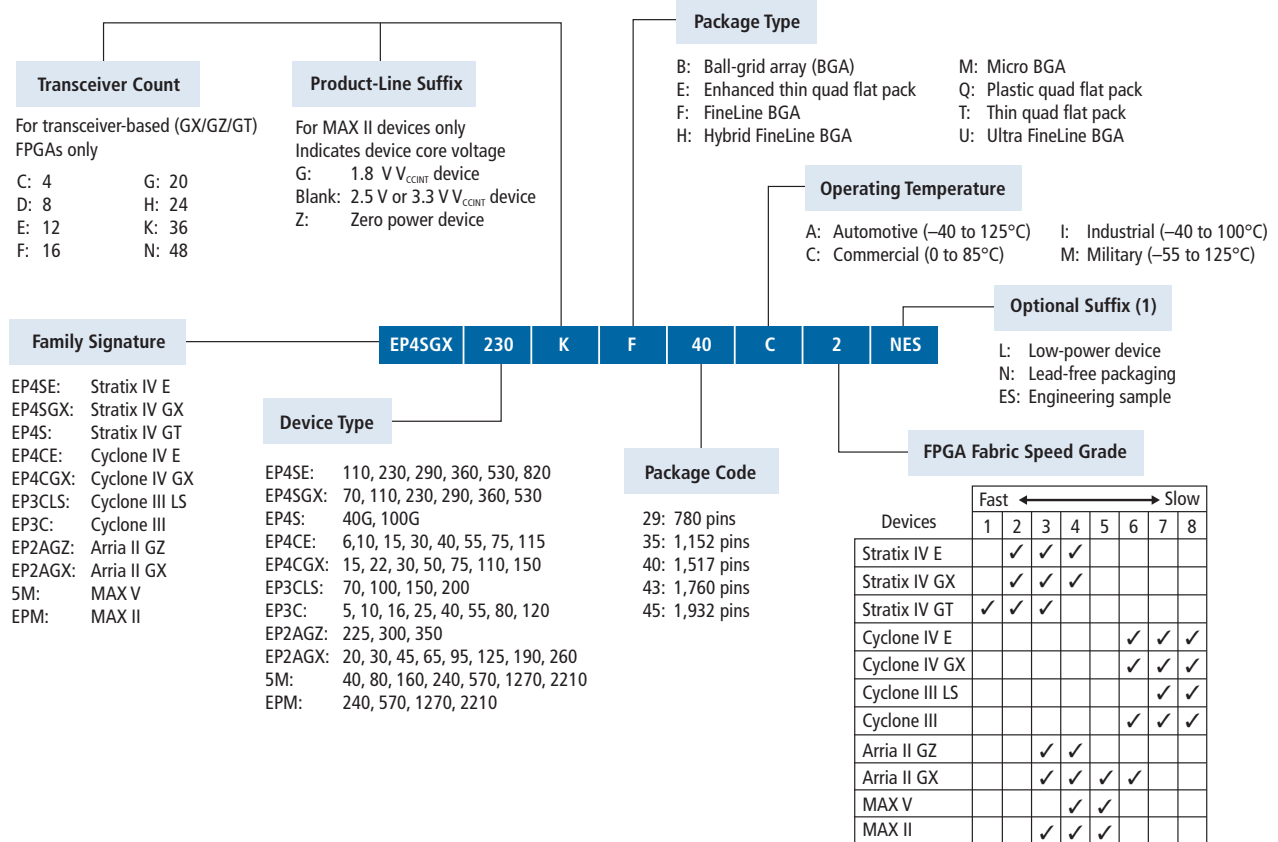 Package Type
B: Ball-grid array (BGA)
E: Enhanced thin quad flat pack
F: FineLine BGA
H: Hybrid FineLine BGA
M: Micro BGA
Q: Plastic quad flat pack
T: Thin quad flat pack
U: Ultra FineLine BGA
Transceiver Count
For transceiver-based (GX/GZ/GT)
FPGAs only
C: 4
D: 8
E: 12
F: 16
G: 20
H: 24
K: 36
N: 48
Product-Line Suffix
For MAX II devices only
Indicates device core voltage
G: 1.8 V VCCINT device
Blank: 2.5 V or 3.3 V VCCINT device
Z: Zero power device
Operating Temperature
A: Automotive (–40 to 125°C)
C: Commercial (0 to 85°C)
I: Industrial (–40 to 100°C)
M: Military (–55 to 125°C)
Optional Suffix (1)
L: Low-power device
N: Lead-free packaging
ES: Engineering sample
EP4SGX 230 K F 40 C 2 NES
Family Signature
EP4SE: Stratix IV E
EP4SGX: Stratix IV GX
EP4S: Stratix IV GT
EP4CE: Cyclone IV E
EP4CGX: Cyclone IV GX
EP3CLS: Cyclone III LS
EP3C: Cyclone III
EP2AGZ: Arria II GZ
EP2AGX: Arria II GX
5M: MAX V
EPM: MAX II
Device Type
EP4SE: 110, 230, 290, 360, 530, 820
EP4SGX: 70, 110, 230, 290, 360, 530
EP4S: 40G, 100G
EP4CE: 6,10, 15, 30, 40, 55, 75, 115
EP4CGX: 15, 22, 30, 50, 75, 110, 150
EP3CLS: 70, 100, 150, 200
EP3C: 5, 10, 16, 25, 40, 55, 80, 120
EP2AGZ: 225, 300, 350
EP2AGX: 20, 30, 45, 65, 95, 125, 190, 260
5M: 40, 80, 160, 240, 570, 1270, 2210
EPM: 240, 570, 1270, 2210
Package Code
29: 780 pins
35: 1,152 pins
40: 1,517 pins
43: 1,760 pins
45: 1,932 pins
FPGA Fabric Speed Grade
Fast Slow
Devices 1 2 3 4 5 6 7 8
Stratix IV E ✓ ✓ ✓
Stratix IV GX ✓ ✓ ✓
Stratix IV GT ✓ ✓ ✓
Cyclone IV E ✓ ✓ ✓
Cyclone IV GX ✓ ✓ ✓
Cyclone III LS ✓ ✓
Cyclone III ✓ ✓ ✓
Arria II GZ ✓ ✓
Arria II GX ✓ ✓ ✓ ✓
MAX V ✓ ✓
MAX II ✓ ✓ ✓